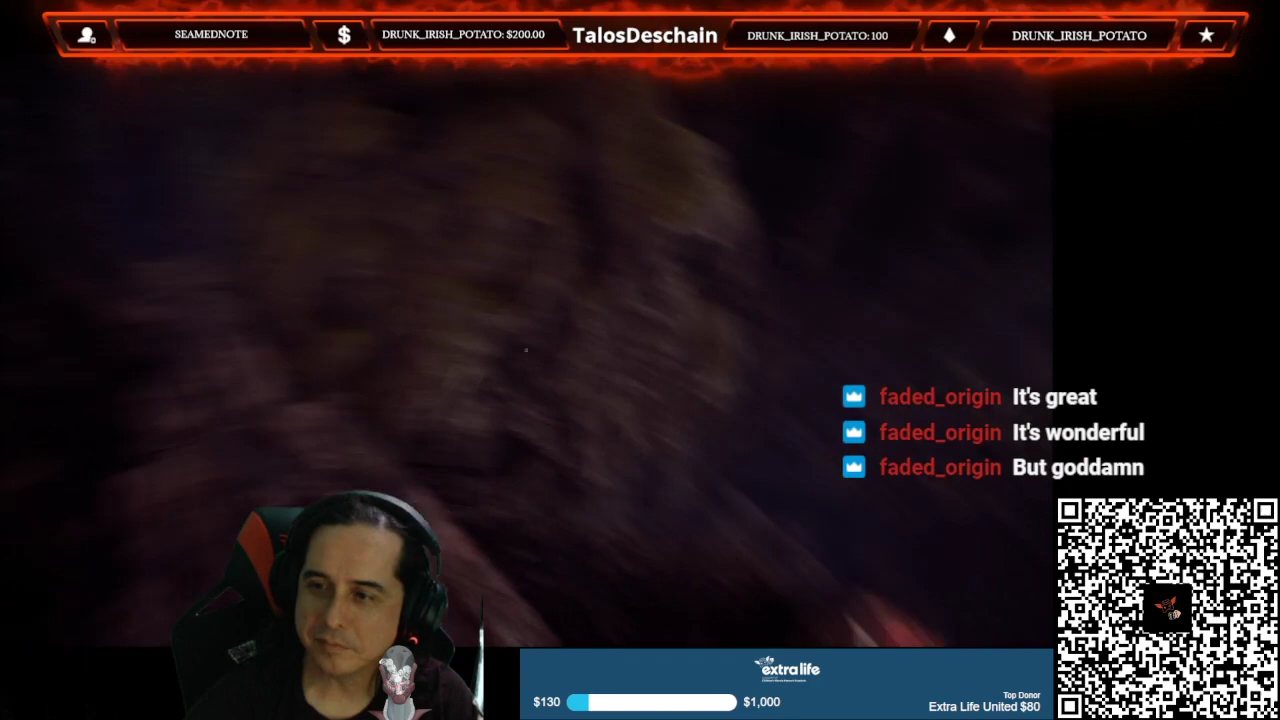 SEAMEDNOTE
$
DRUNK_IRISH_POTATO: $200.00
TalosDeschain
DRUNK_IRISH_POTATO: 100
DRUNK_IRISH_POTATO
faded_origin It's great
faded_origin It's wonderful
faded_origin But goddamn
extra life
$130
$1,000
Top Donor
Extra Life United $80